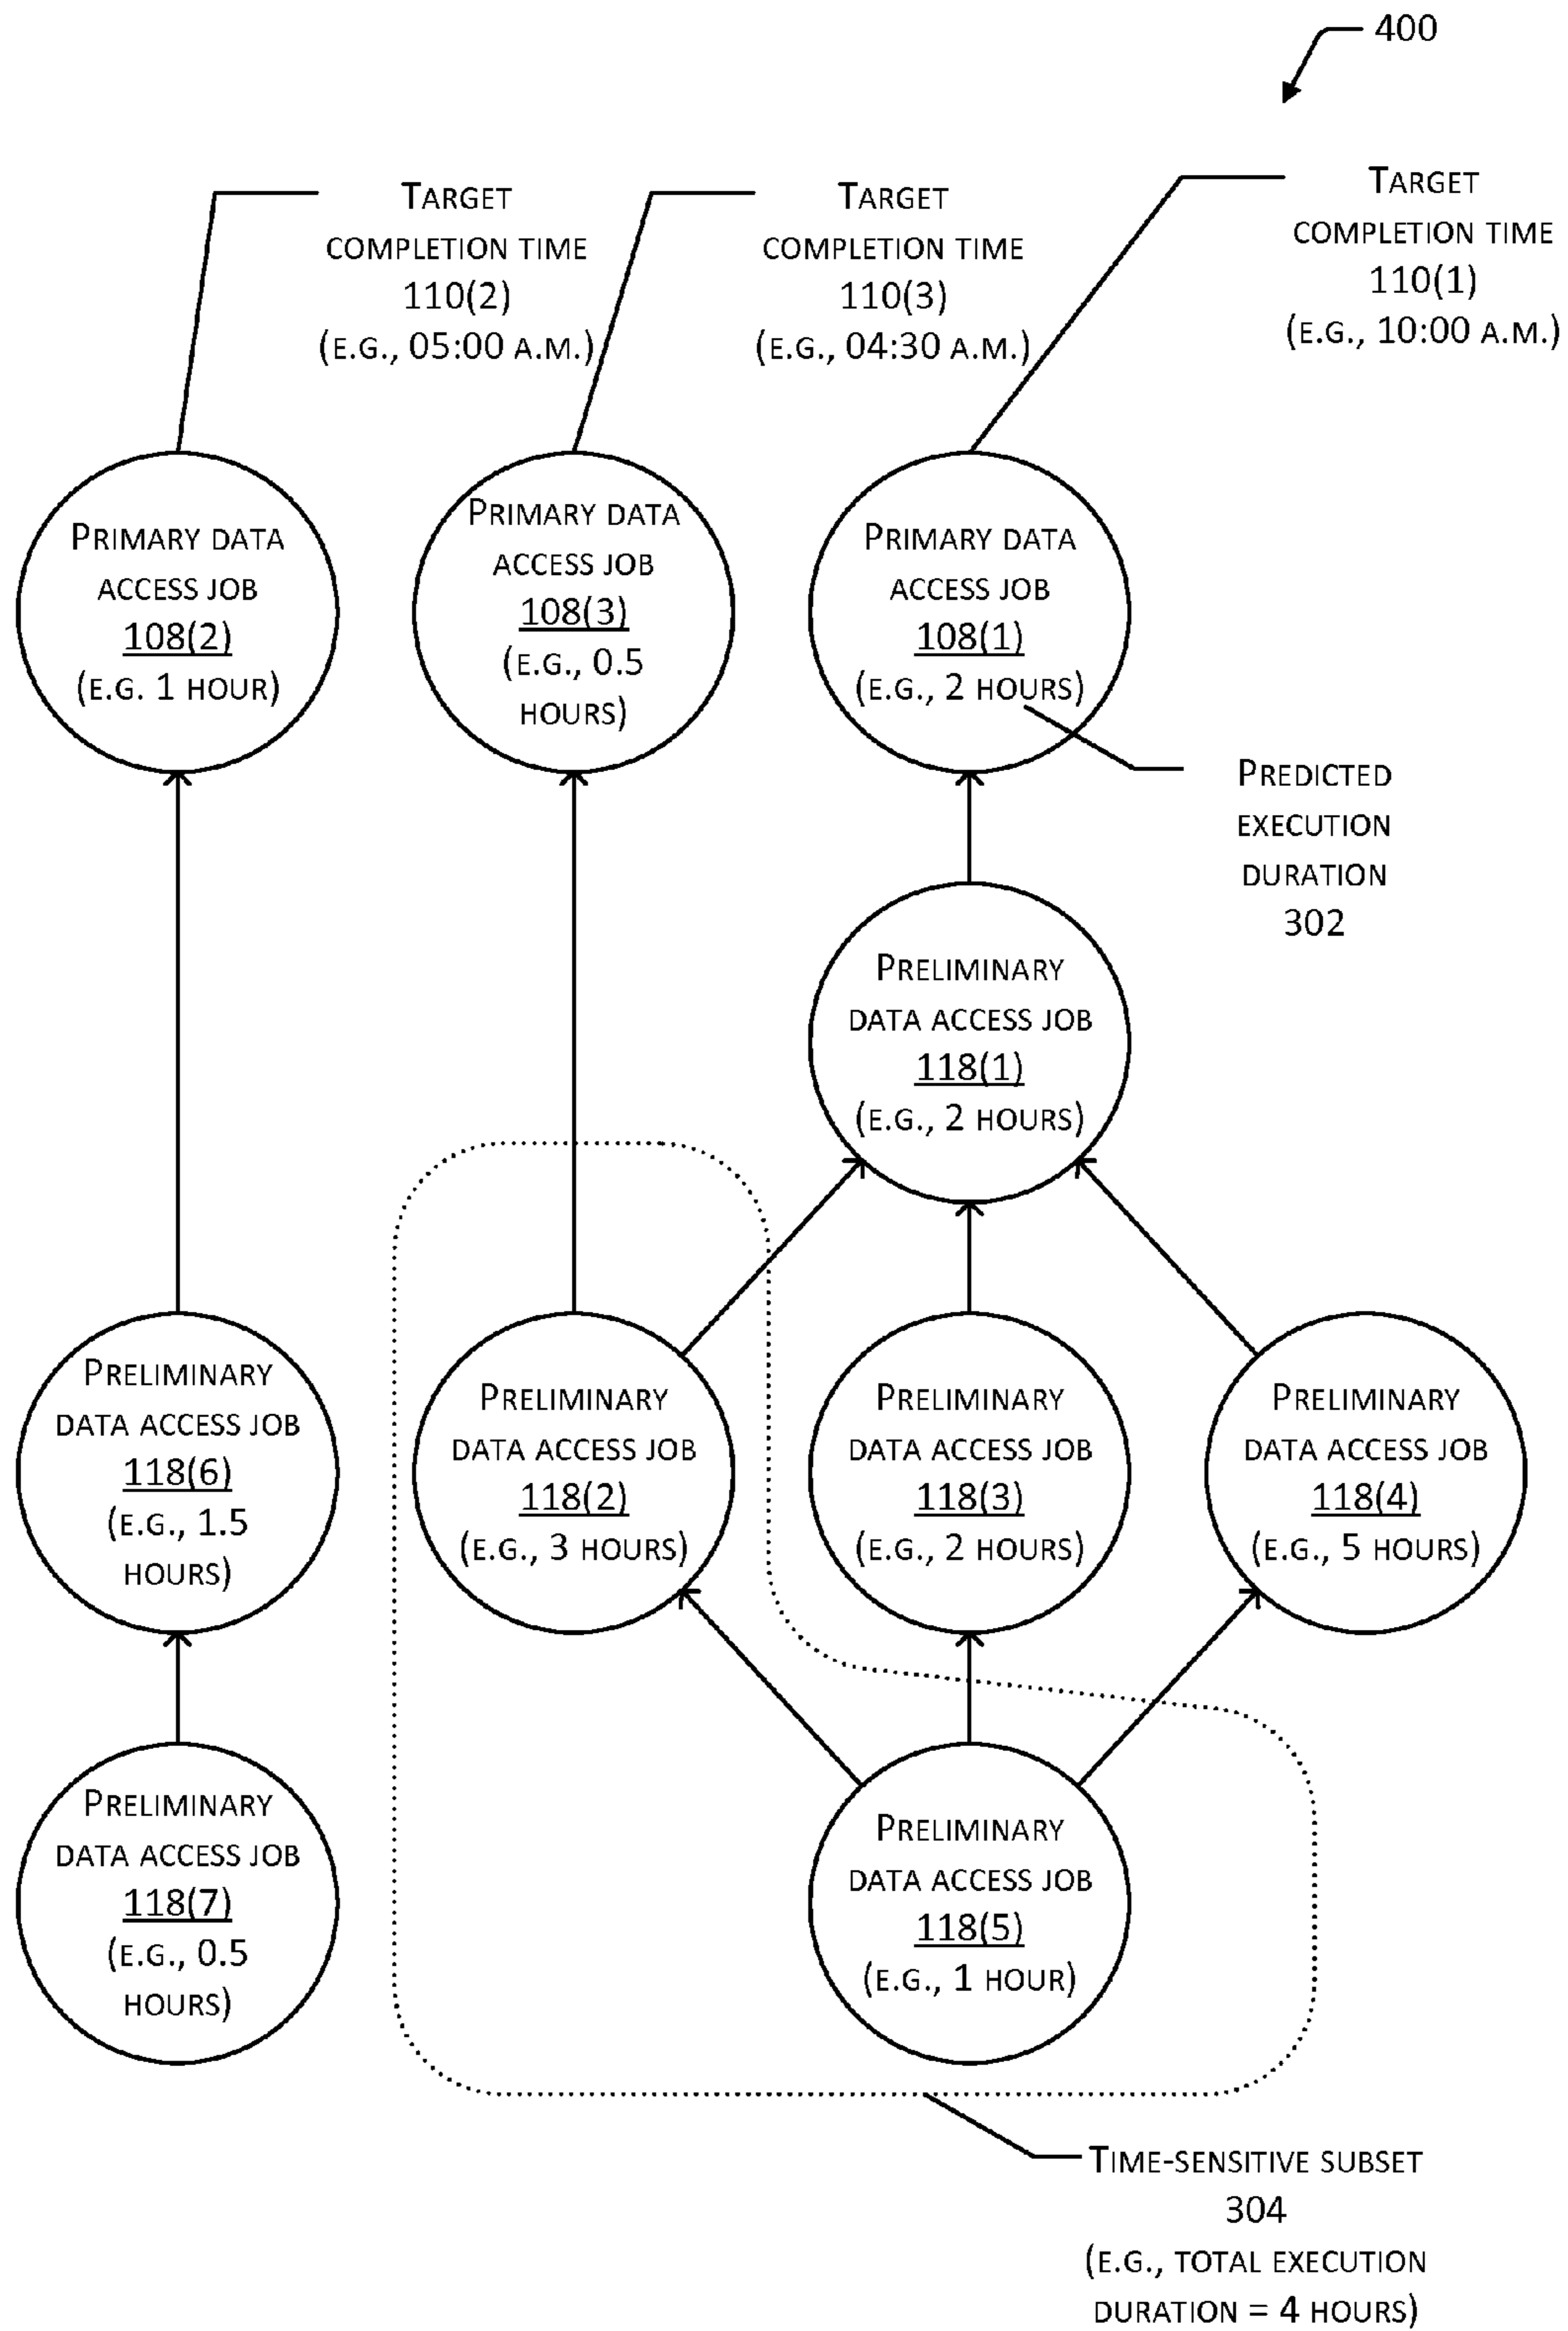 400
Target
completion time
110(2)
(e.g., 05:00 a.m.)
Target
completion time
110(3)
(e.g., 04:30 a.m.)
Target
completion time
110(1)
(e.g., 10:00 a.m.)
Primary data
access job
108(2)
(e.g. 1 hour)
Primary data
access job
108(3)
(e.g., 0.5
hours)
Primary data
access job
108(1)
(e.g., 2 hours)
Predicted
execution
duration
302
Preliminary
data access job
118(1)
(e.g., 2 hours)
Preliminary
data access job
118(6)
(e.g., 1.5
hours)
Preliminary
data access job
118(2)
(e.g., 3 hours)
Preliminary
data access job
118(3)
(e.g., 2 hours)
Preliminary
data access job
118(4)
(e.g., 5 hours)
Preliminary
data access job
118(7)
(e.g., 0.5
hours)
Preliminary
data access job
118(5)
(e.g., 1 hour)
Time-sensitive subset
304
(e.g., total execution
duration = 4 hours)